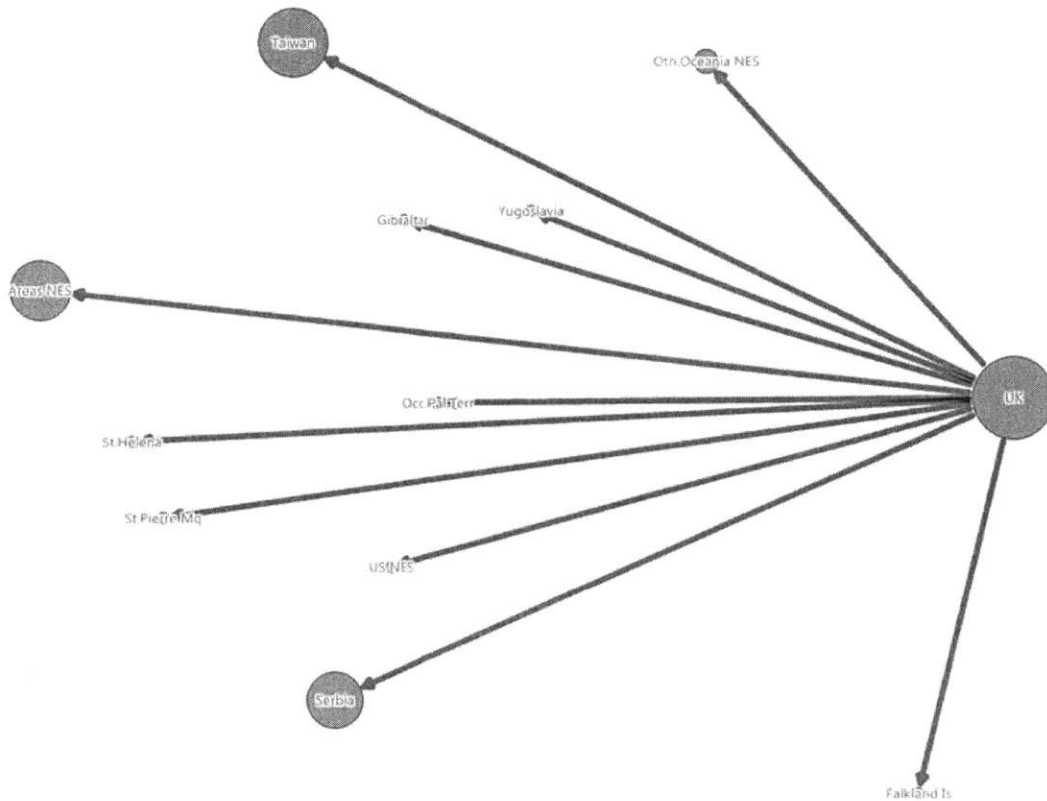 Taiwan
Oth.Oceania NES
Gibraltar
Yugoslavia
Areas NES
UK
Occ.Pal.Terr
St.Helena
St.Pierre.Mq
US NES
Serbia
Falkland Is